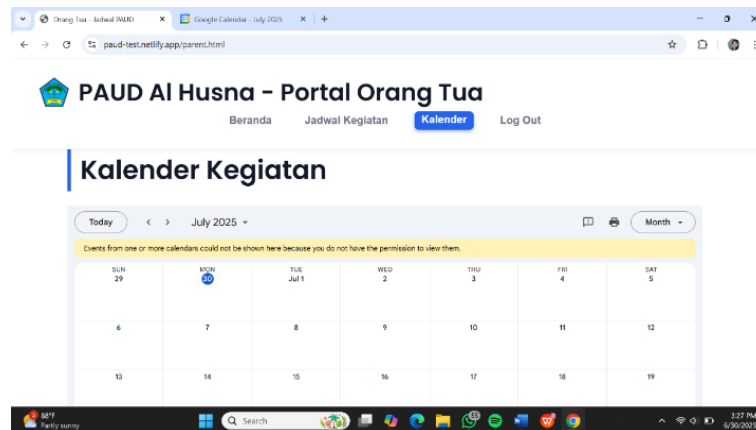 Orang Tua - Jadwal PAUD
Google Calendar - July 2025
paud-test.netlify.app/parent.html
PAUD Al Husna - Portal Orang Tua
Beranda Jadwal Kegiatan Kalender Log Out
Kalender Kegiatan
Today July 2025 Month
Events from one or more calendars could not be shown here because you do not have the permission to view them.
SUN MON TUE WED THU FRI SAT
29 30 Jul 1 2 3 4 5
6 7 8 9 10 11 12
13 14 15 16 17 18 19
88°F
Partly sunny
Search
3:27 PM